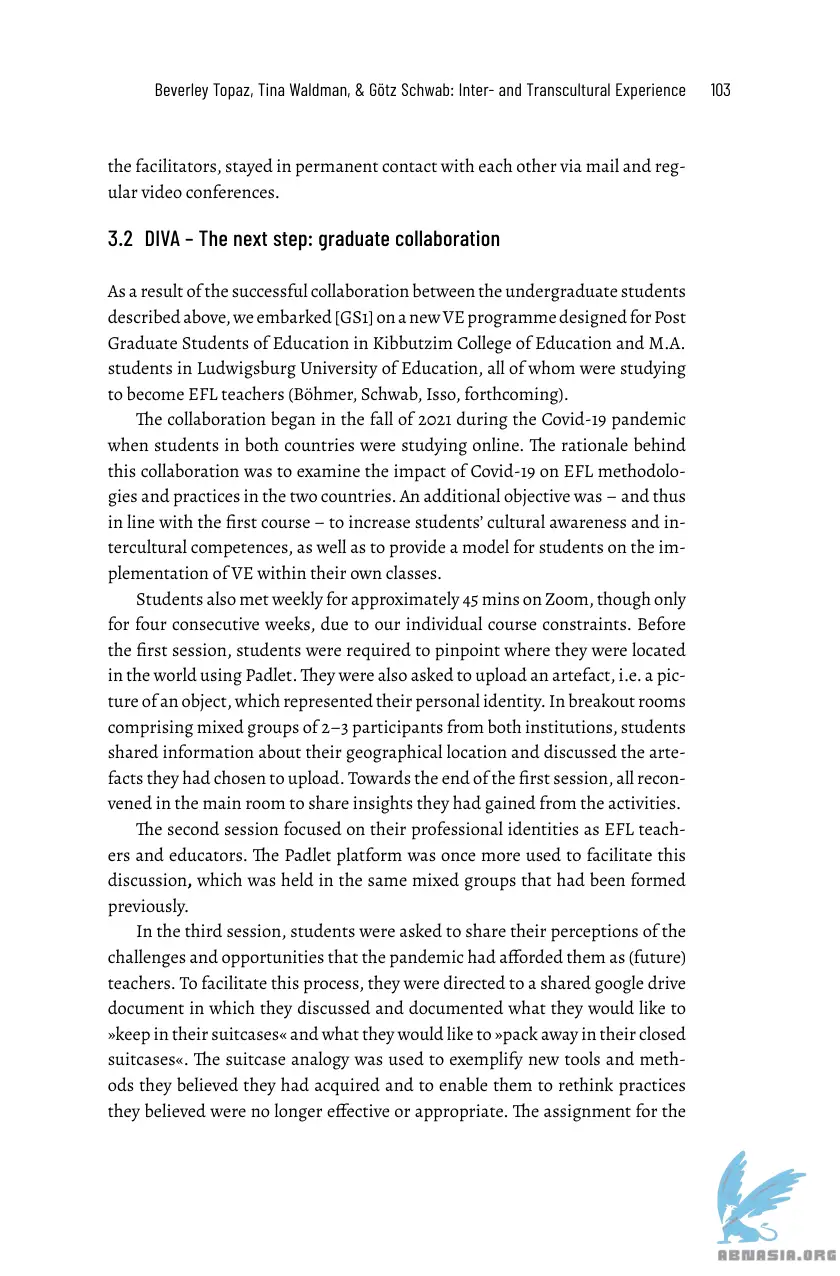 Beverley Topaz, Tina Waldman, & Götz Schwab: Inter- and Transcultural Experience 103
the facilitators, stayed in permanent contact with each other via mail and reg-
ular video conferences.
3.2 DIVA – The next step: graduate collaboration
As a result of the successful collaboration between the undergraduate students
described above, we embarked [GS1] on a new VE programme designed for Post
Graduate Students of Education in Kibbutzim College of Education and M.A.
students in Ludwigsburg University of Education, all of whom were studying
to become EFL teachers (Böhmer, Schwab, Isso, forthcoming).
The collaboration began in the fall of 2021 during the Covid-19 pandemic
when students in both countries were studying online. The rationale behind
this collaboration was to examine the impact of Covid-19 on EFL methodolo-
gies and practices in the two countries. An additional objective was – and thus
in line with the first course – to increase students’ cultural awareness and in-
tercultural competences, as well as to provide a model for students on the im-
plementation of VE within their own classes.
Students also met weekly for approximately 45 mins on Zoom, though only
for four consecutive weeks, due to our individual course constraints. Before
the first session, students were required to pinpoint where they were located
in the world using Padlet. They were also asked to upload an artefact, i.e. a pic-
ture of an object, which represented their personal identity. In breakout rooms
comprising mixed groups of 2–3 participants from both institutions, students
shared information about their geographical location and discussed the arte-
facts they had chosen to upload. Towards the end of the first session, all recon-
vened in the main room to share insights they had gained from the activities.
The second session focused on their professional identities as EFL teach-
ers and educators. The Padlet platform was once more used to facilitate this
discussion, which was held in the same mixed groups that had been formed
previously.
In the third session, students were asked to share their perceptions of the
challenges and opportunities that the pandemic had afforded them as (future)
teachers. To facilitate this process, they were directed to a shared google drive
document in which they discussed and documented what they would like to
»keep in their suitcases« and what they would like to »pack away in their closed
suitcases«. The suitcase analogy was used to exemplify new tools and meth-
ods they believed they had acquired and to enable them to rethink practices
they believed were no longer effective or appropriate. The assignment for the
ABNASIA.ORG